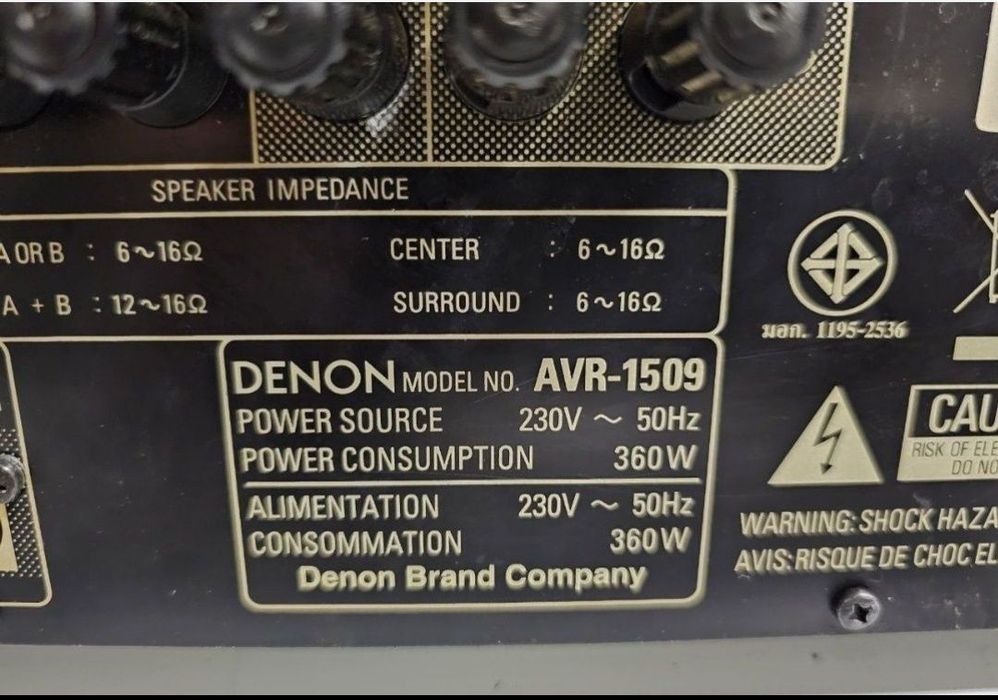 SPEAKER IMPEDANCE
A OR B : 6~16Ω CENTER : 6~16Ω
A + B : 12~16Ω SURROUND : 6~16Ω
มอก. 1195-2536
DENON MODEL NO. AVR-1509
POWER SOURCE 230V ~ 50Hz
POWER CONSUMPTION 360W
ALIMENTATION 230V ~ 50Hz
CONSOMMATION 360W
Denon Brand Company
CAU
RISK OF ELE
DO NO
WARNING: SHOCK HAZA
AVIS: RISQUE DE CHOC EL